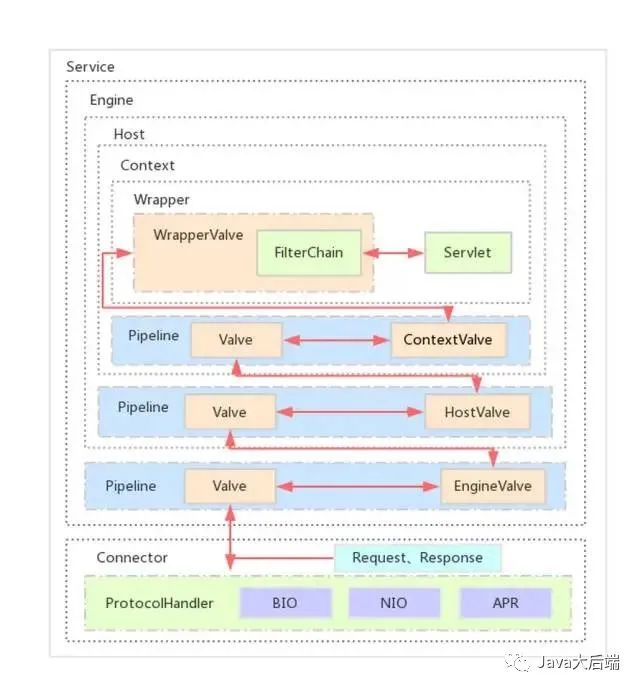 Service
Engine
Host
Context
Wrapper
WrapperValve
FilterChain
Servlet
Pipeline
Valve
ContextValve
Pipeline
Valve
HostValve
Pipeline
Valve
EngineValve
Connector
Request、Response
ProtocolHandler
BIO
NIO
APR
Java大后端